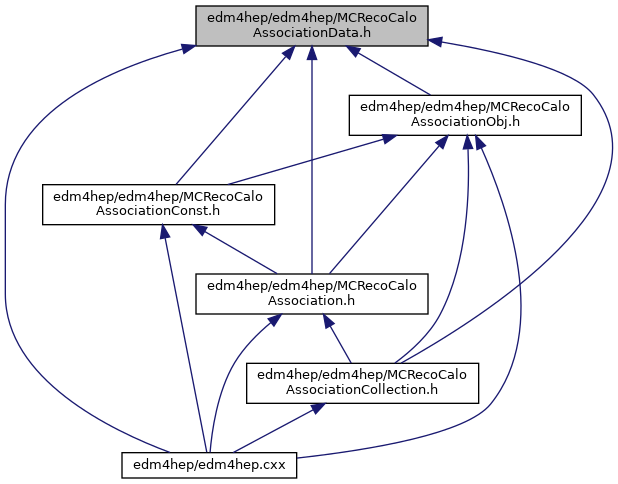 edm4hep/edm4hep/MCRecoCalo
AssociationData.h
edm4hep/edm4hep/MCRecoCalo
AssociationObj.h
edm4hep/edm4hep/MCRecoCalo
AssociationConst.h
edm4hep/edm4hep/MCRecoCalo
Association.h
edm4hep/edm4hep/MCRecoCalo
AssociationCollection.h
edm4hep/edm4hep.cxx